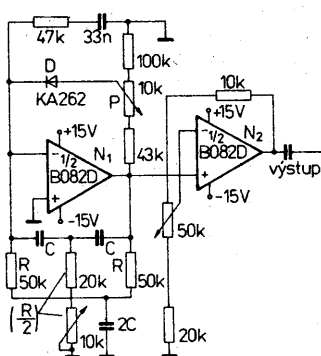 47k 33n
100k
D
KA262
10k
P
10k
+15V
N1
+15V
N2
1/2
B082D
1/2
B082D
43k
výstup
-15V
-15V
50k
C C
R
50k
20k
R
50k
(R/2)
10k
2C
20k